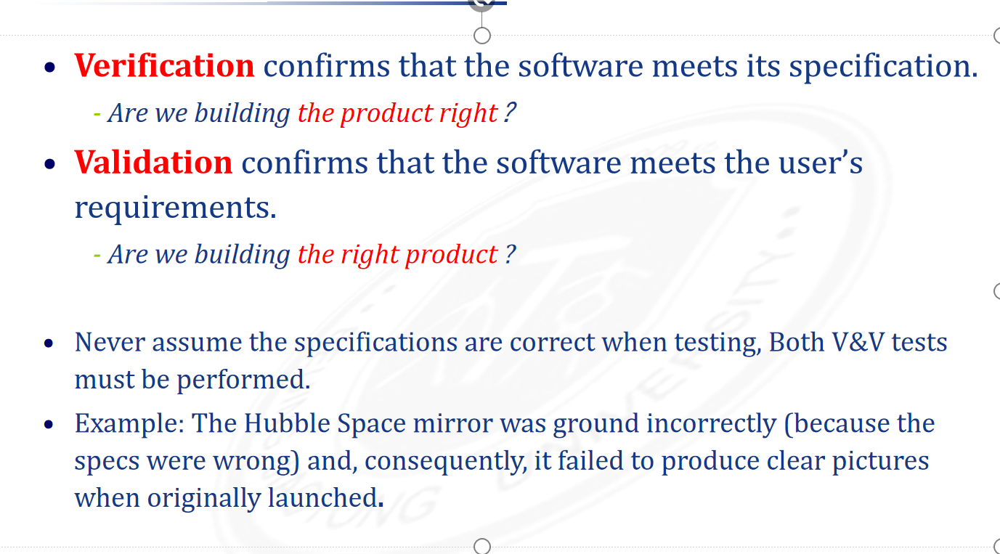 • Verification confirms that the software meets its specification.
- Are we building the product right ?
• Validation confirms that the software meets the user’s
requirements.
- Are we building the right product ?
• Never assume the specifications are correct when testing, Both V&V tests
must be performed.
• Example: The Hubble Space mirror was ground incorrectly (because the
specs were wrong) and, consequently, it failed to produce clear pictures
when originally launched.
UNIVERSITY